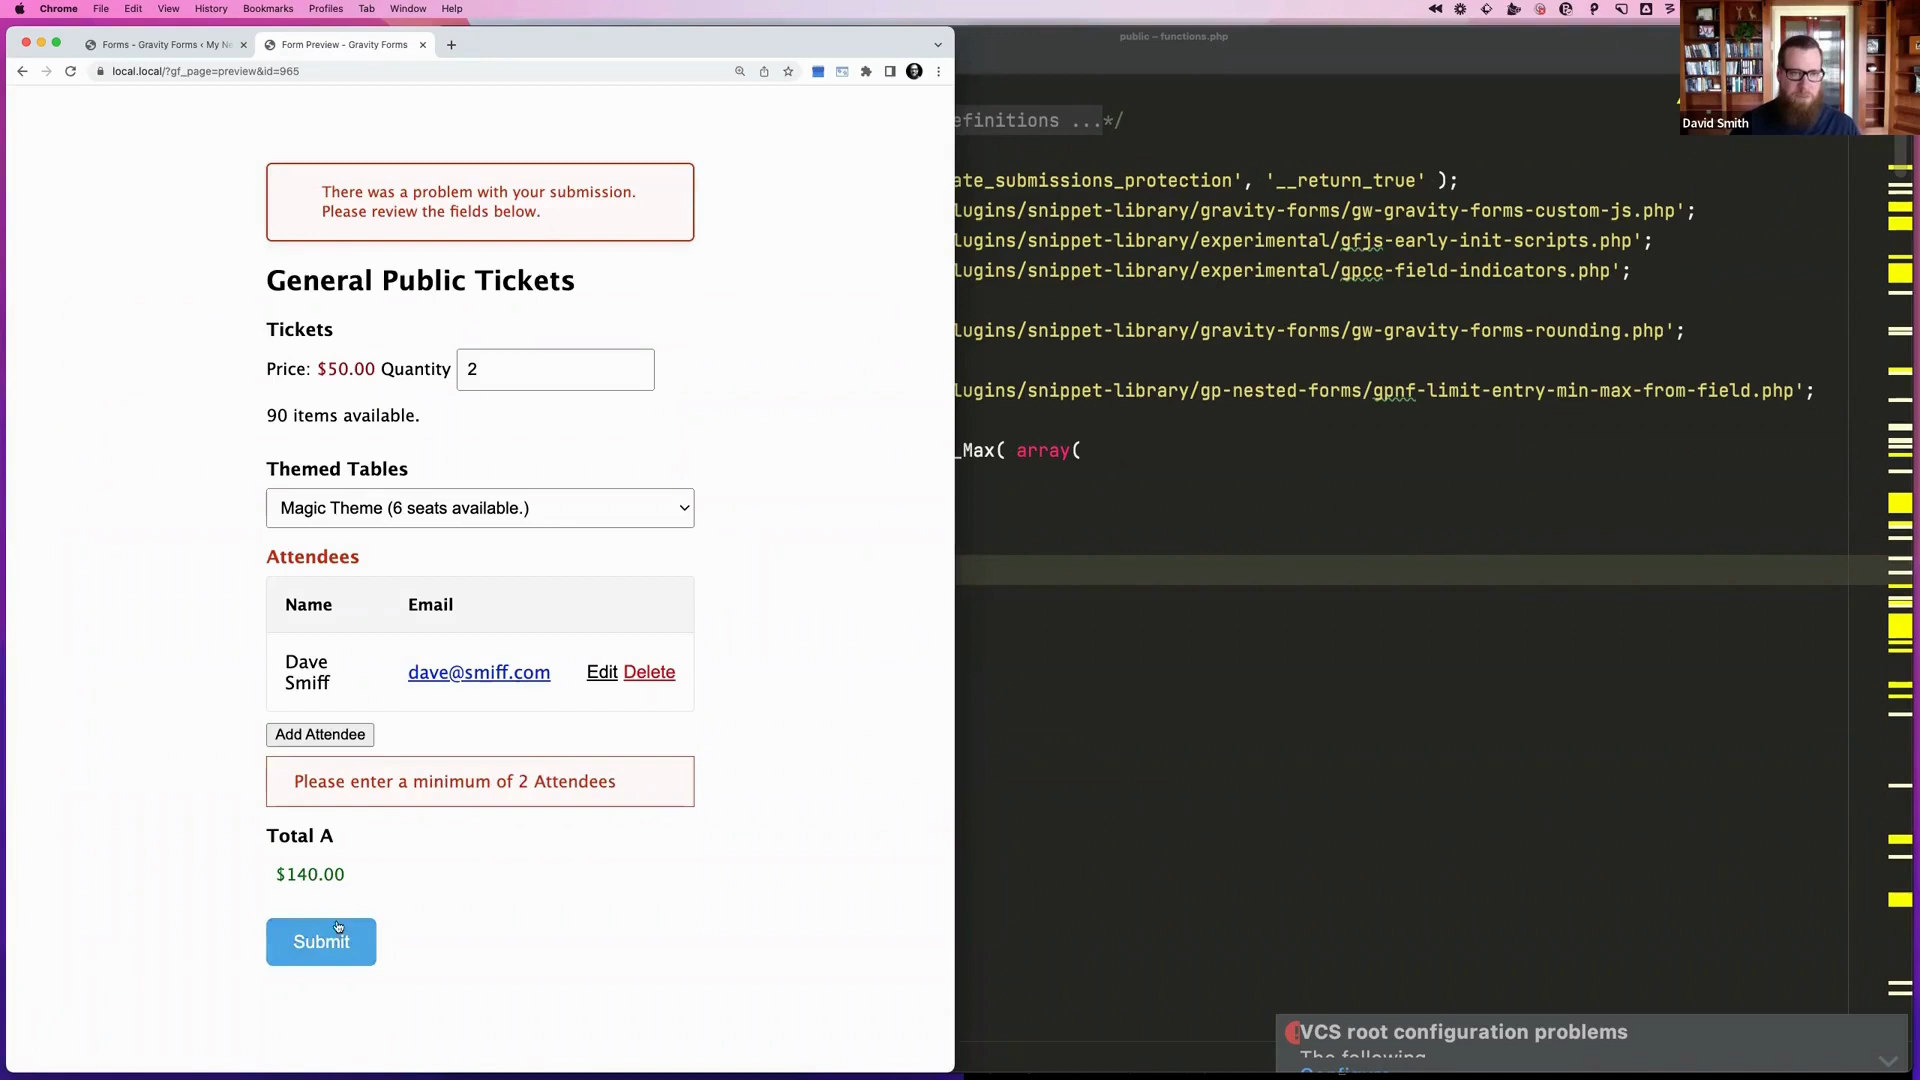 Chrome File Edit View History Bookmarks Profiles Tab Window Help
Forms - Gravity Forms ‹ My Ne
Form Preview - Gravity Forms
local.local/?gf_page=preview&id=965
There was a problem with your submission.
Please review the fields below.
General Public Tickets
Tickets
Price: $50.00 Quantity 2
90 items available.
Themed Tables
Magic Theme (6 seats available.)
Attendees
Name Email
Dave
Smiff
dave@smiff.com Edit Delete
Add Attendee
Please enter a minimum of 2 Attendees
Total A
$140.00
Submit
public – functions.php
efinitions ...*/
ate_submissions_protection', '__return_true' );
lugins/snippet-library/gravity-forms/gw-gravity-forms-custom-js.php';
lugins/snippet-library/experimental/gfjs-early-init-scripts.php';
lugins/snippet-library/experimental/gpcc-field-indicators.php';
lugins/snippet-library/gravity-forms/gw-gravity-forms-rounding.php';
lugins/snippet-library/gp-nested-forms/gpnf-limit-entry-min-max-from-field.php';
_Max( array(
David Smith
VCS root configuration problems
The following